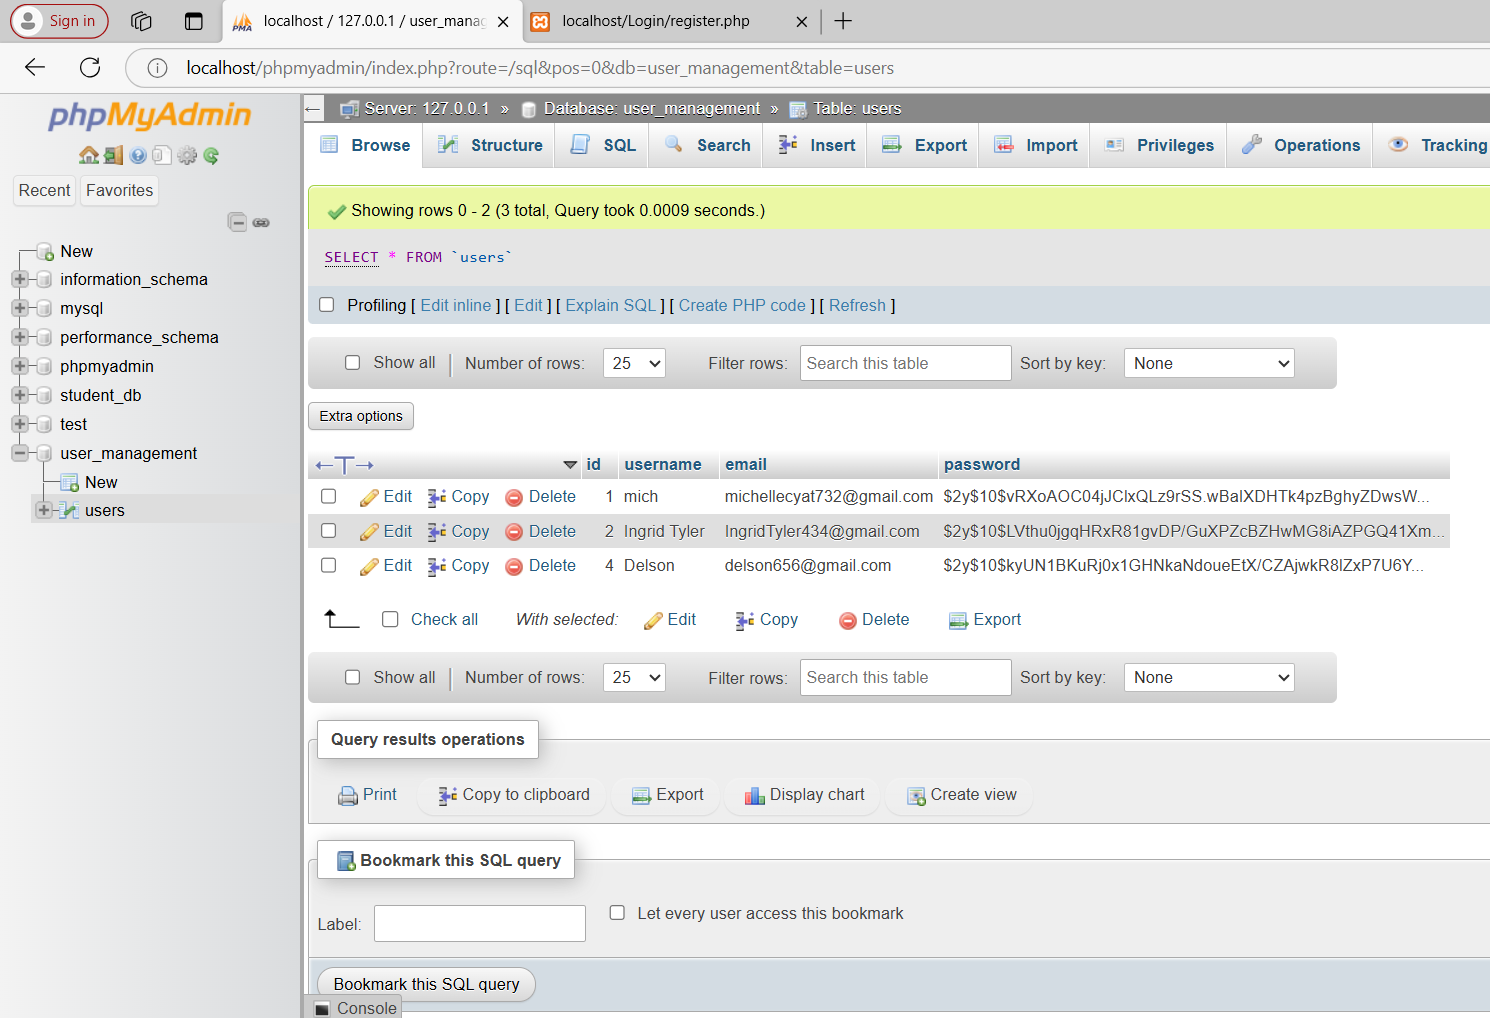 Sign in
localhost / 127.0.0.1 / user_manag
localhost/Login/register.php
localhost/phpmyadmin/index.php?route=/sql&pos=0&db=user_management&table=users
phpMyAdmin
Recent Favorites
New
information_schema
mysql
performance_schema
phpmyadmin
student_db
test
user_management
New
users
Server: 127.0.0.1 » Database: user_management » Table: users
Browse Structure SQL Search Insert Export Import Privileges Operations Tracking
Showing rows 0 - 2 (3 total, Query took 0.0009 seconds.)
SELECT * FROM `users`
Profiling [ Edit inline ] [ Edit ] [ Explain SQL ] [ Create PHP code ] [ Refresh ]
Show all | Number of rows: 25 Filter rows: Search this table Sort by key: None
Extra options
←T→ id username email password
Edit Copy Delete 1 mich michellecyat732@gmail.com $2y$10$vRXoAOC04jJClxQLz9rSS.wBalXDHTk4pzBghyZDwsW...
Edit Copy Delete 2 Ingrid Tyler IngridTyler434@gmail.com $2y$10$LVthu0jgqHRxR81gvDP/GuXPZcBZHwMG8iAZPGQ41Xm...
Edit Copy Delete 4 Delson delson656@gmail.com $2y$10$kyUN1BKuRj0x1GHNkaNdoueEtX/CZAjwkR8lZxP7U6Y...
Check all With selected: Edit Copy Delete Export
Show all | Number of rows: 25 Filter rows: Search this table Sort by key: None
Query results operations
Print Copy to clipboard Export Display chart Create view
Bookmark this SQL query
Label: Let every user access this bookmark
Bookmark this SQL query
Console